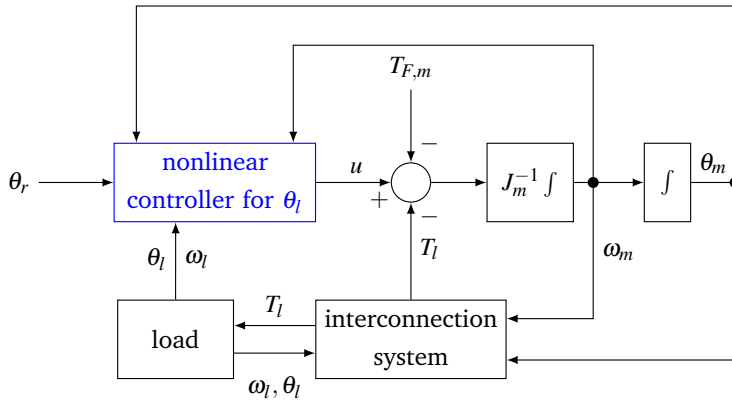 T_{F,m}
−
nonlinear
controller for θ_l
θ_r
u
+
−
J_m^{-1} ∫
∫
θ_m
θ_l ω_l
T_l
ω_m
load
T_l
interconnection
system
ω_l, θ_l